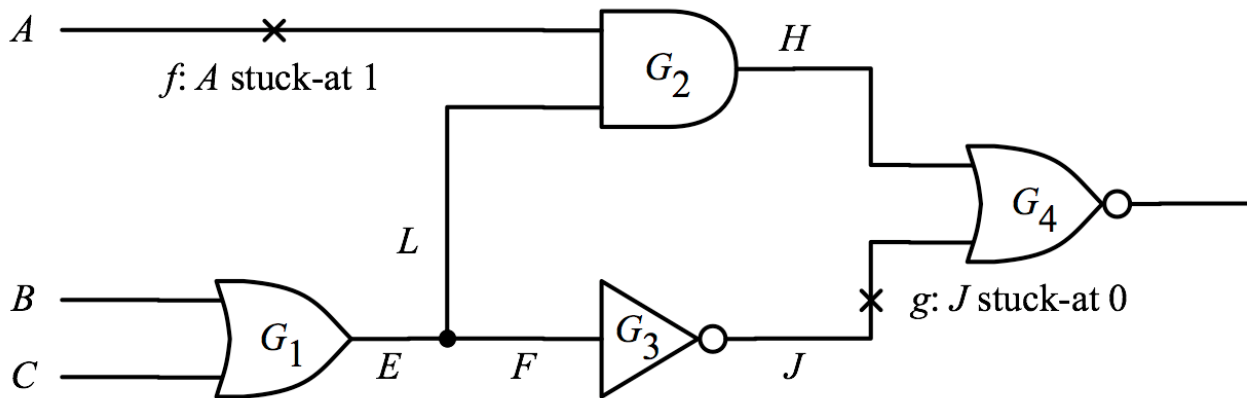 A
H
G2
f: A stuck-at 1
G4
L
B
g: J stuck-at 0
G1
G3
C
E
F
J